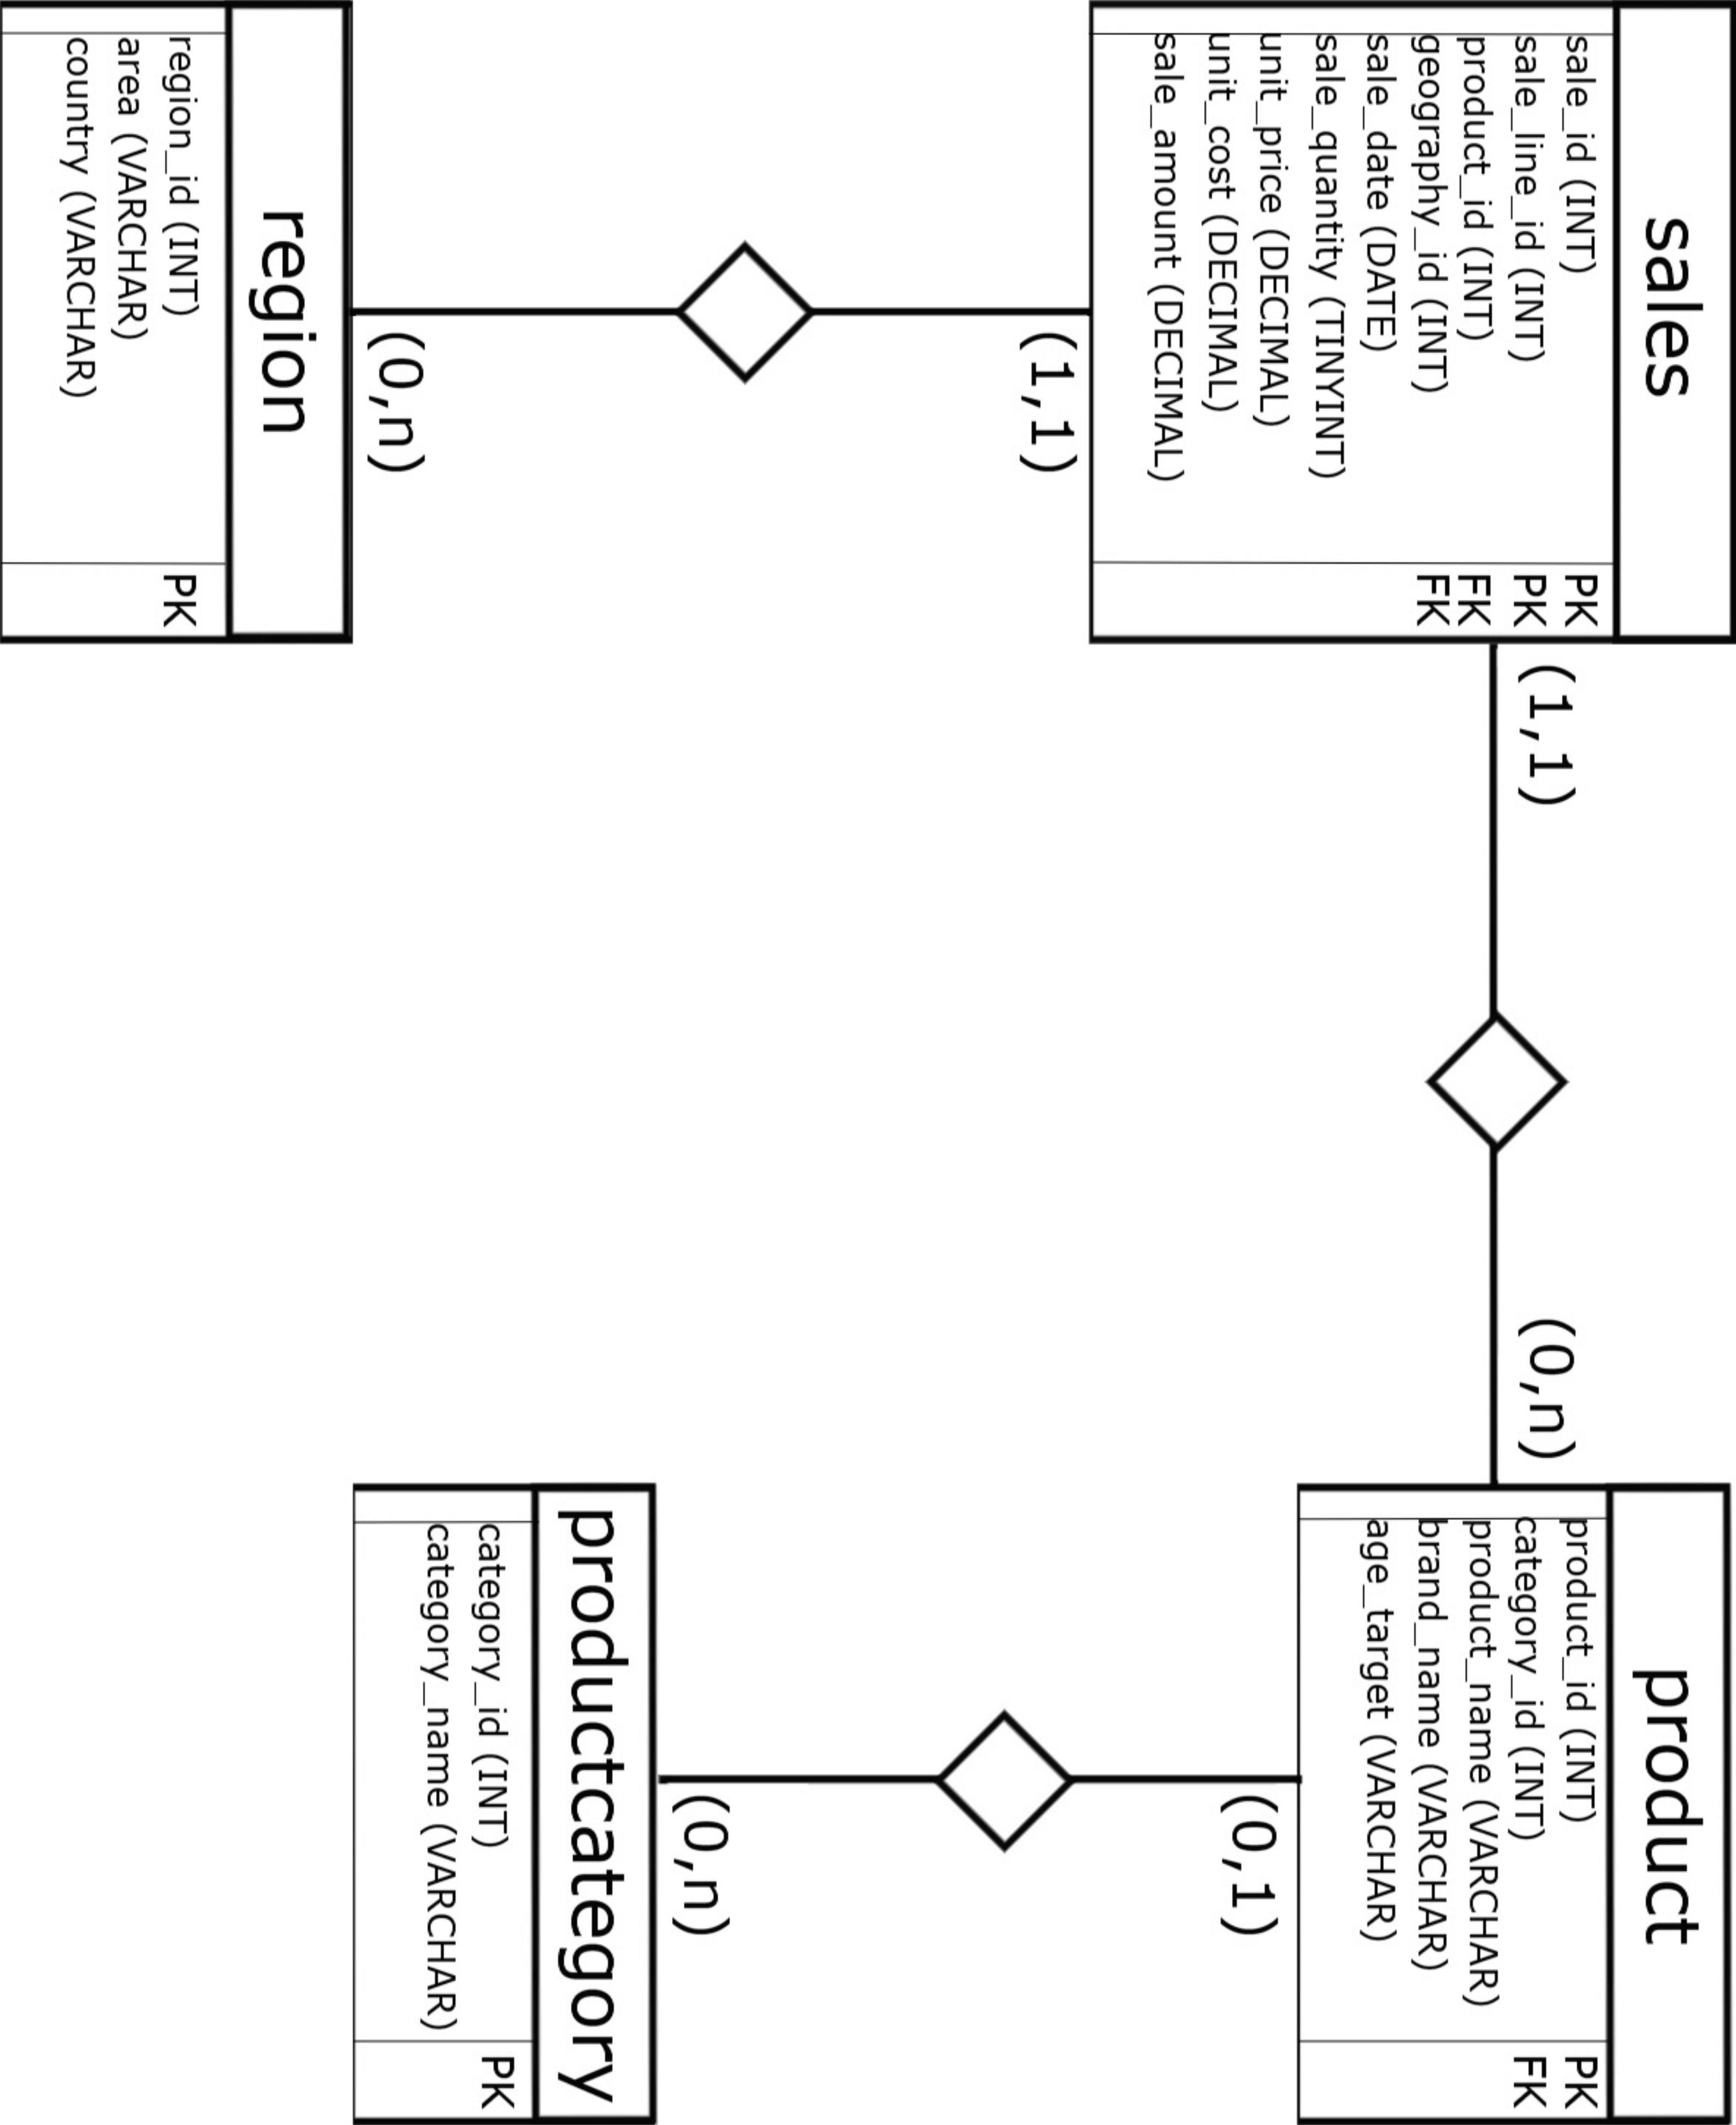 sales
sale_id (INT) PK
sale_line_id (INT) PK
product_id (INT) FK
geography_id (INT) FK
sale_date (DATE)
sale_quantity (TINYINT)
unit_price (DECIMAL)
unit_cost (DECIMAL)
sale_amount (DECIMAL)
(1,1)
(0,n)
product
product_id (INT) PK
category_id (INT) FK
product_name (VARCHAR)
brand_name (VARCHAR)
age_target (VARCHAR)
(1,1)
(0,n)
region
region_id (INT) PK
area (VARCHAR)
country (VARCHAR)
(0,1)
(0,n)
productcategory
category_id (INT) PK
category_name (VARCHAR)